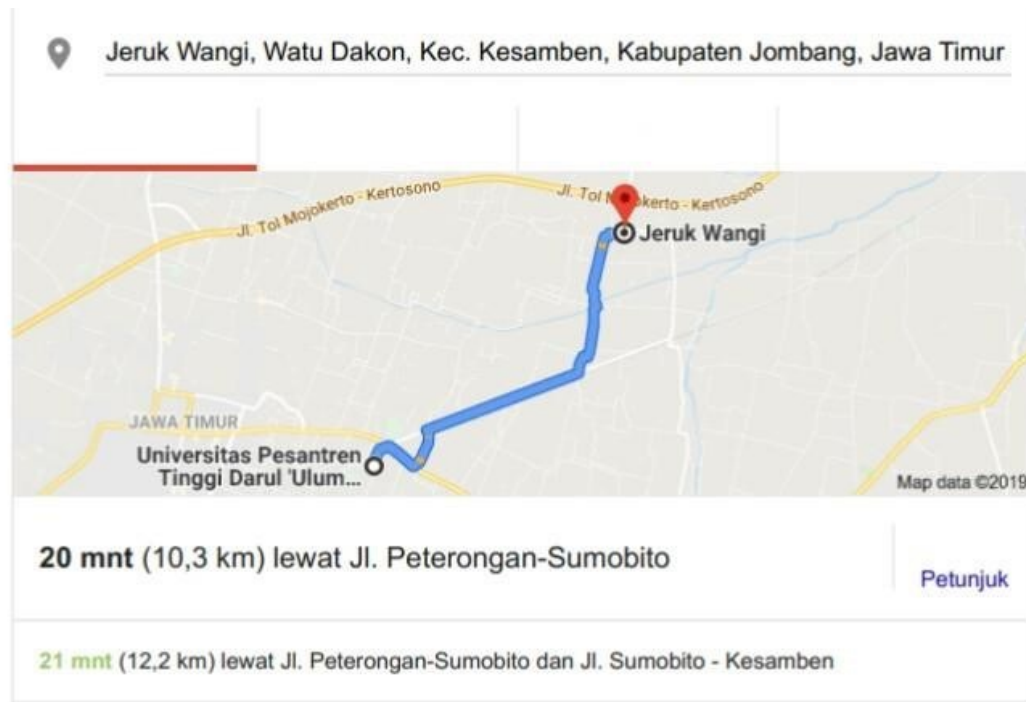 Jeruk Wangi, Watu Dakon, Kec. Kesamben, Kabupaten Jombang, Jawa Timur
Jl. Tol Mojokerto - Kertosono
Jl. Tol M kerto - Kertosono
Jeruk Wangi
JAWA TIMUR
Universitas Pesantren
Tinggi Darul 'Ulum...
Map data ©2019
20 mnt (10,3 km) lewat Jl. Peterongan-Sumobito
Petunjuk
21 mnt (12,2 km) lewat Jl. Peterongan-Sumobito dan Jl. Sumobito - Kesamben